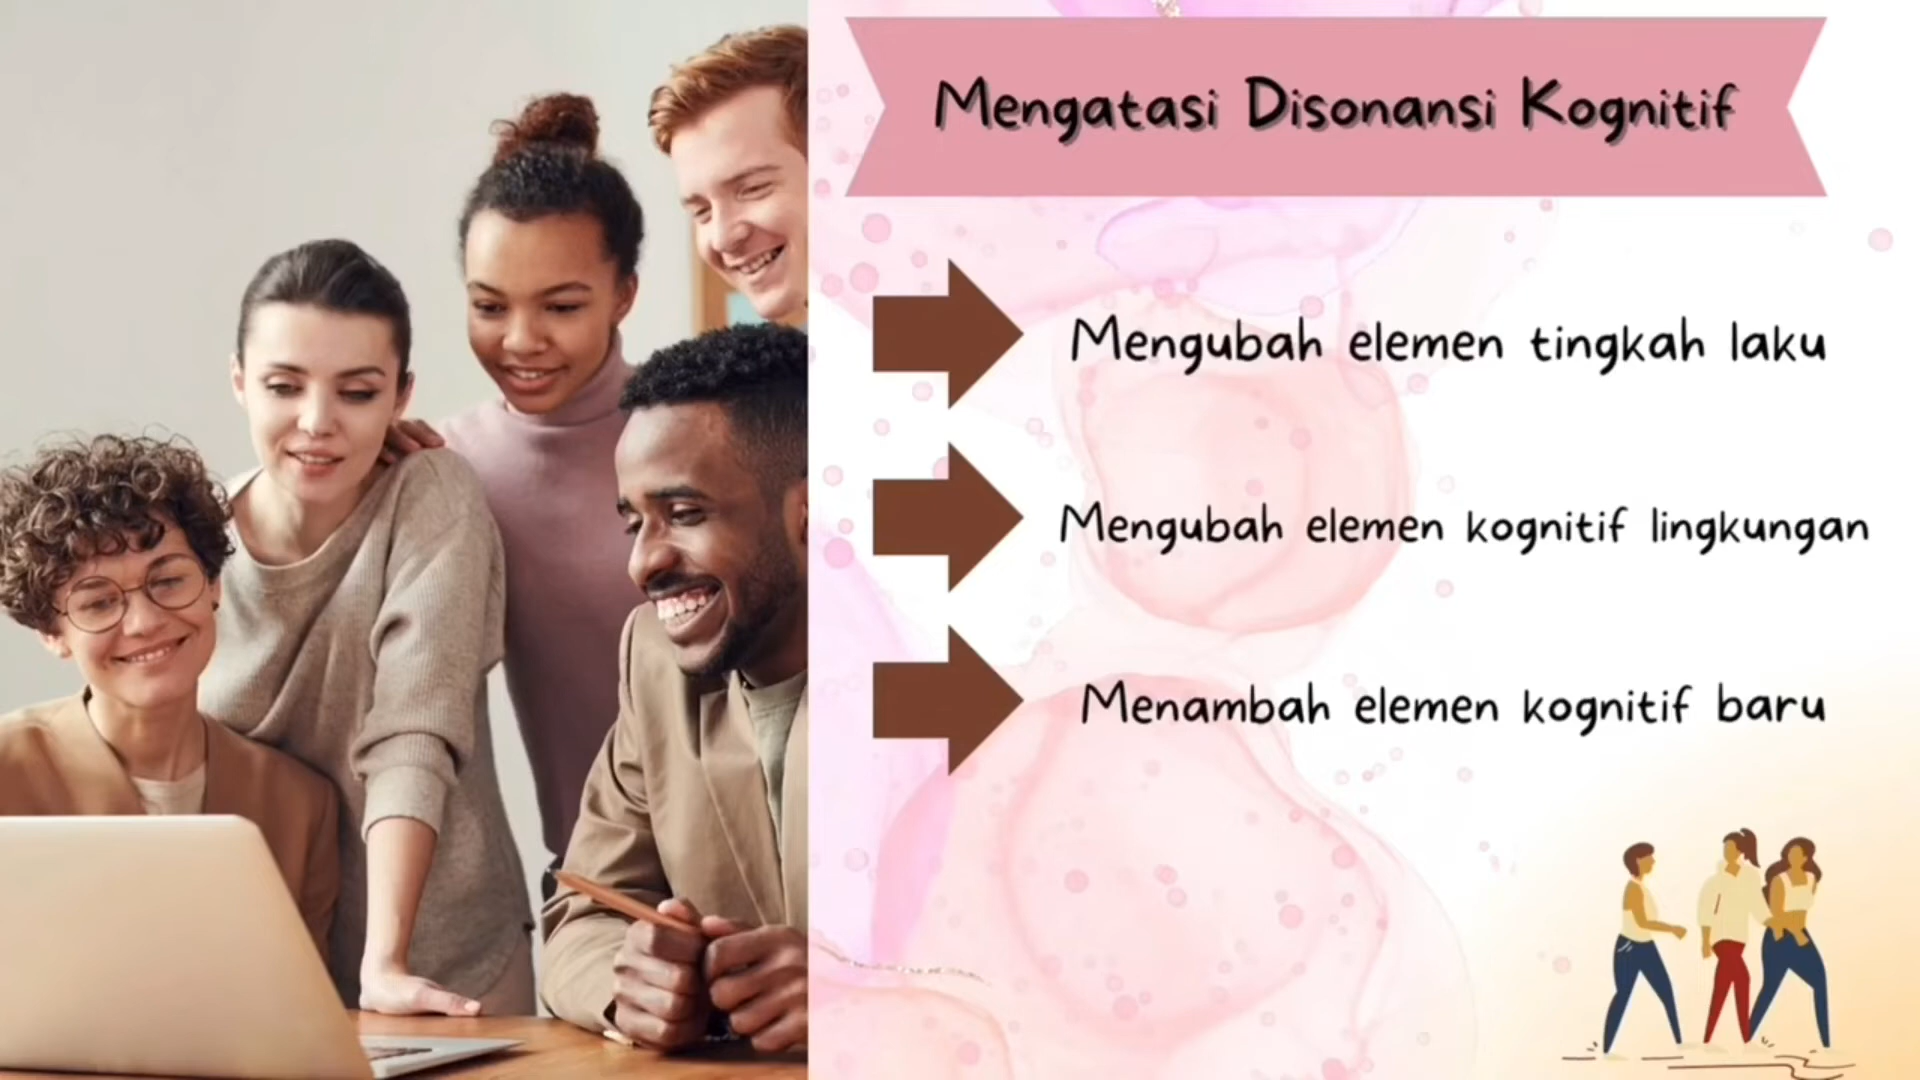 Mengatasi Disonansi Kognitif
Mengubah elemen tingkah laku
Mengubah elemen kognitif lingkungan
Menambah elemen kognitif baru